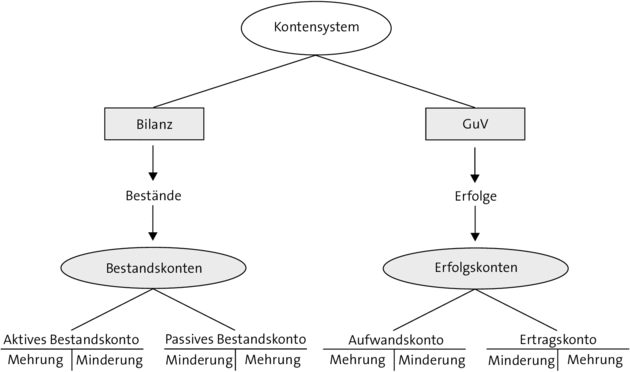 Kontensystem
Bilanz
GuV
Bestände
Erfolge
Bestandskonten
Erfolgskonten
Aktives Bestandskonto
Mehrung Minderung
Passives Bestandskonto
Minderung Mehrung
Aufwandskonto
Mehrung Minderung
Ertragskonto
Minderung Mehrung